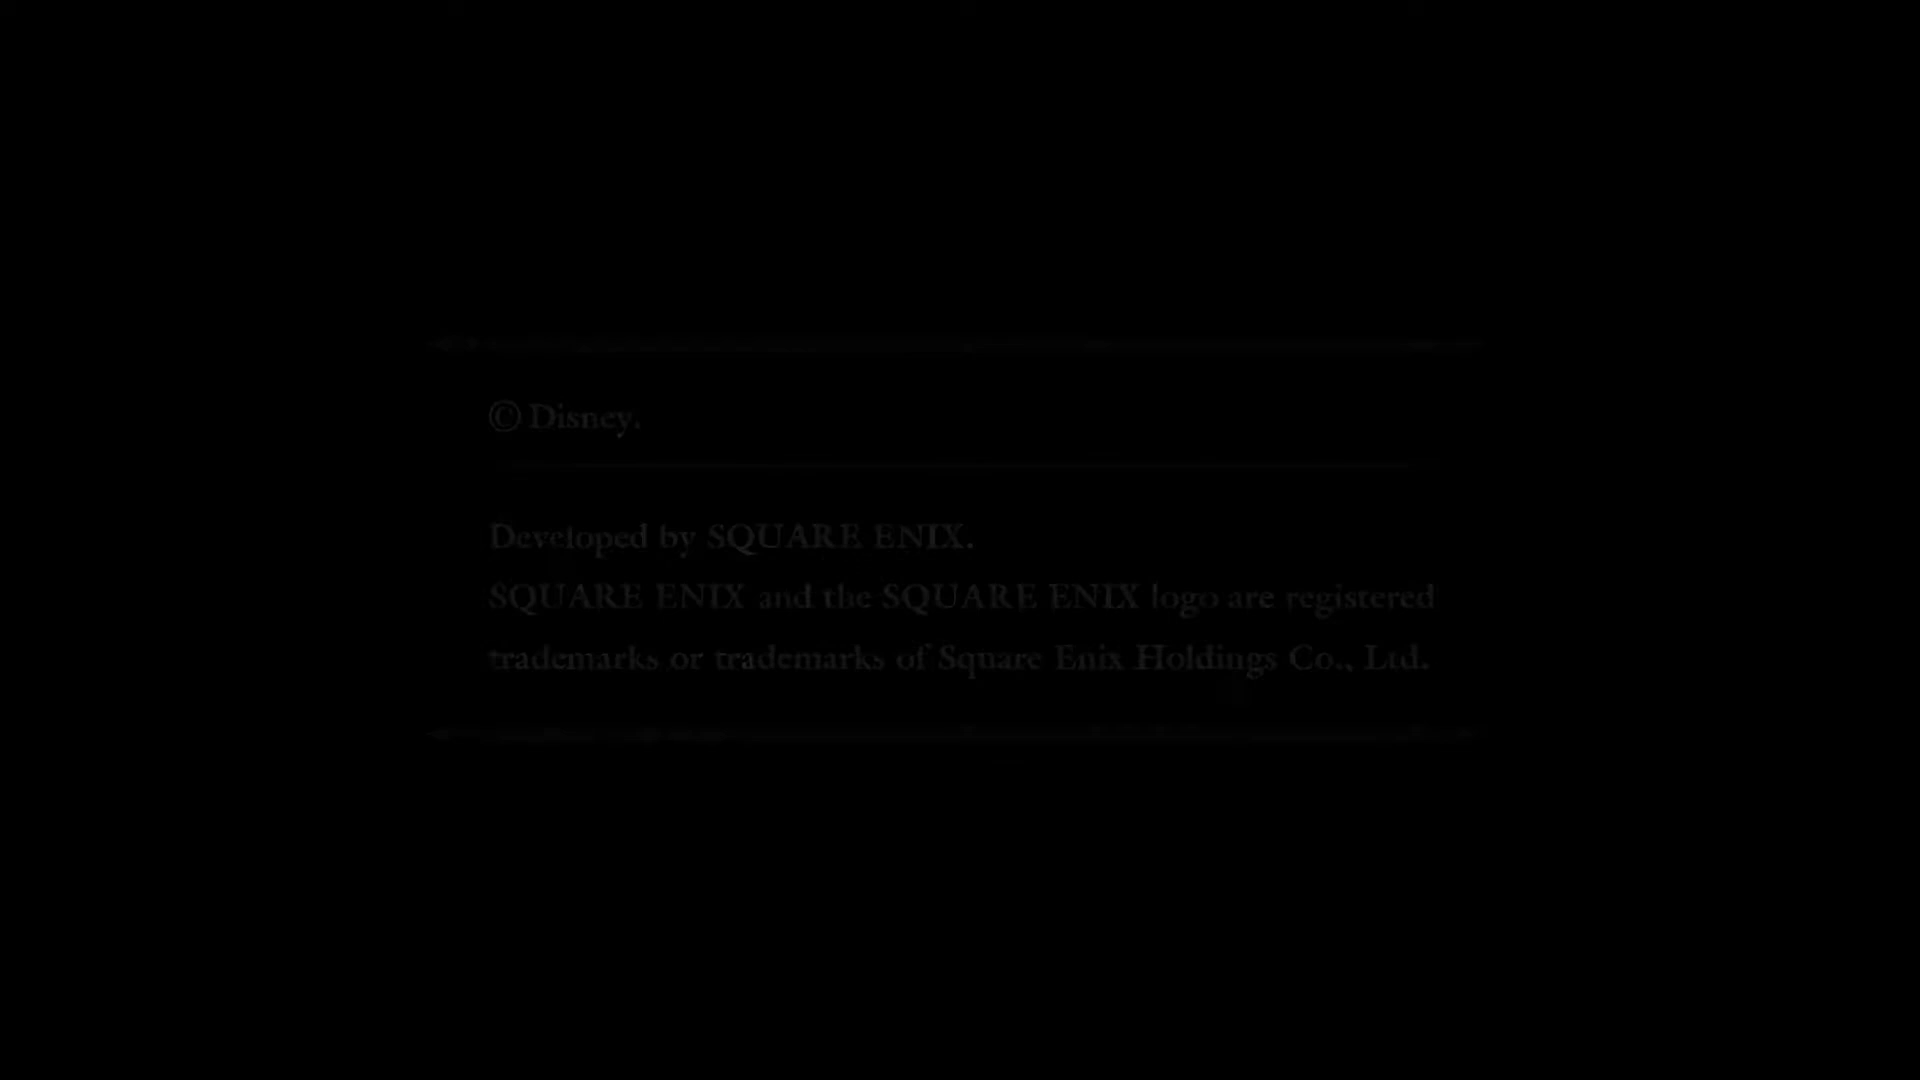 © Disney.
Developed by SQUARE ENIX.
SQUARE ENIX and the SQUARE ENIX logo are registered
trademarks or trademarks of Square Enix Holdings Co., Ltd.